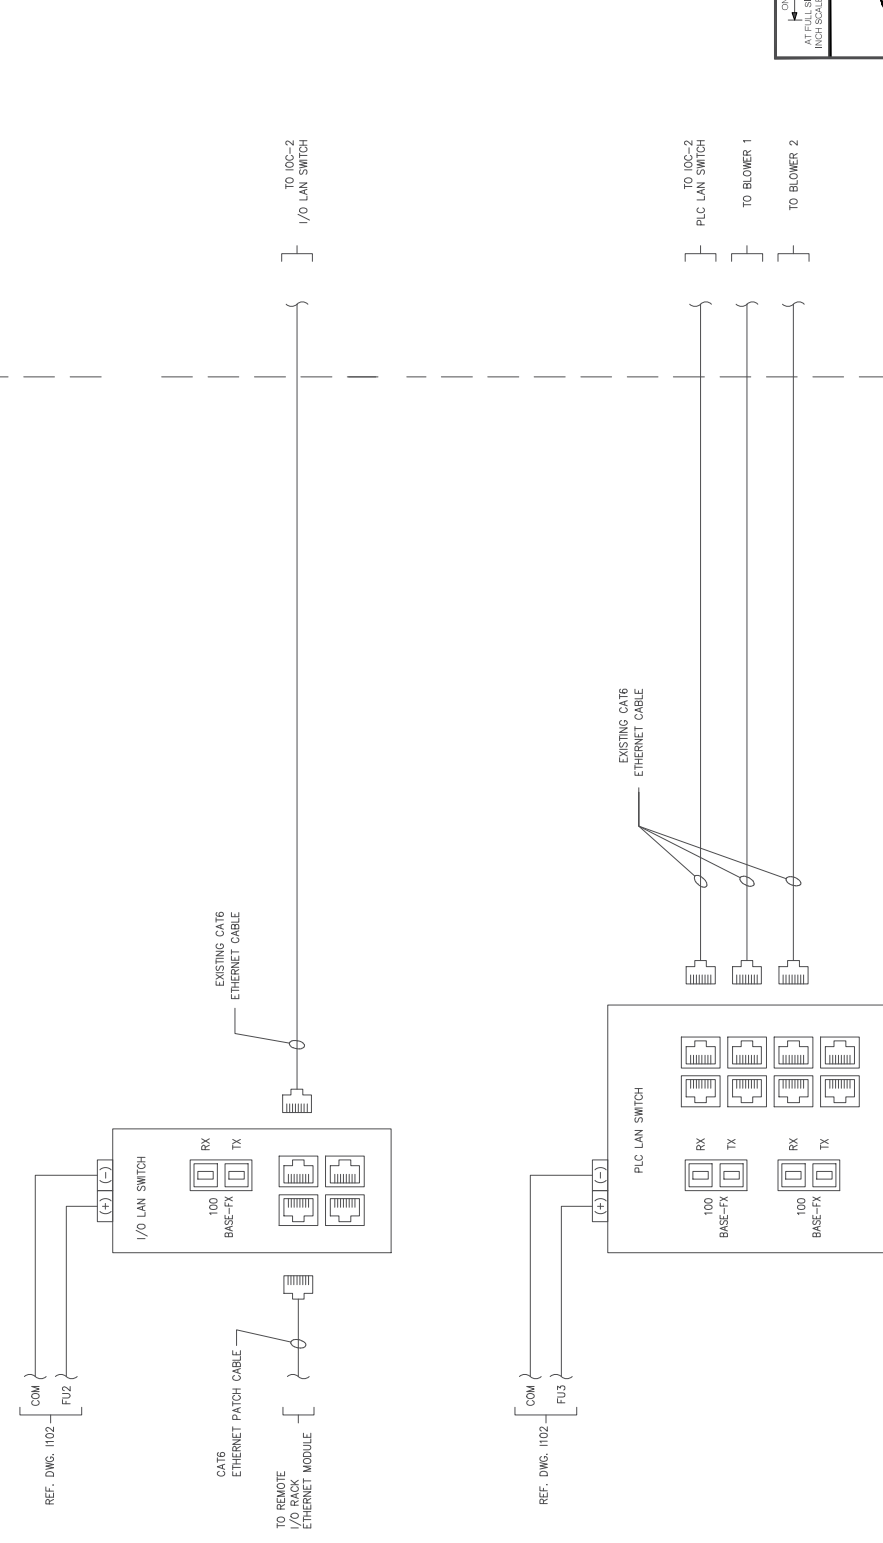 REF. DWG. I102
COM
FU2
(-)
(+)
I/O LAN SWITCH
100
BASE-FX
RX
TX
CAT6
ETHERNET PATCH CABLE
TO REMOTE
I/O RACK
ETHERNET MODULE
EXISTING CAT6
ETHERNET CABLE
TO IOC-2
I/O LAN SWITCH
REF. DWG. I102
COM
FU3
(-)
(+)
PLC LAN SWITCH
100
BASE-FX
RX
TX
100
BASE-FX
RX
TX
EXISTING CAT6
ETHERNET CABLE
TO IOC-2
PLC LAN SWITCH
TO BLOWER 1
TO BLOWER 2
AT FULL
INCH SCALE